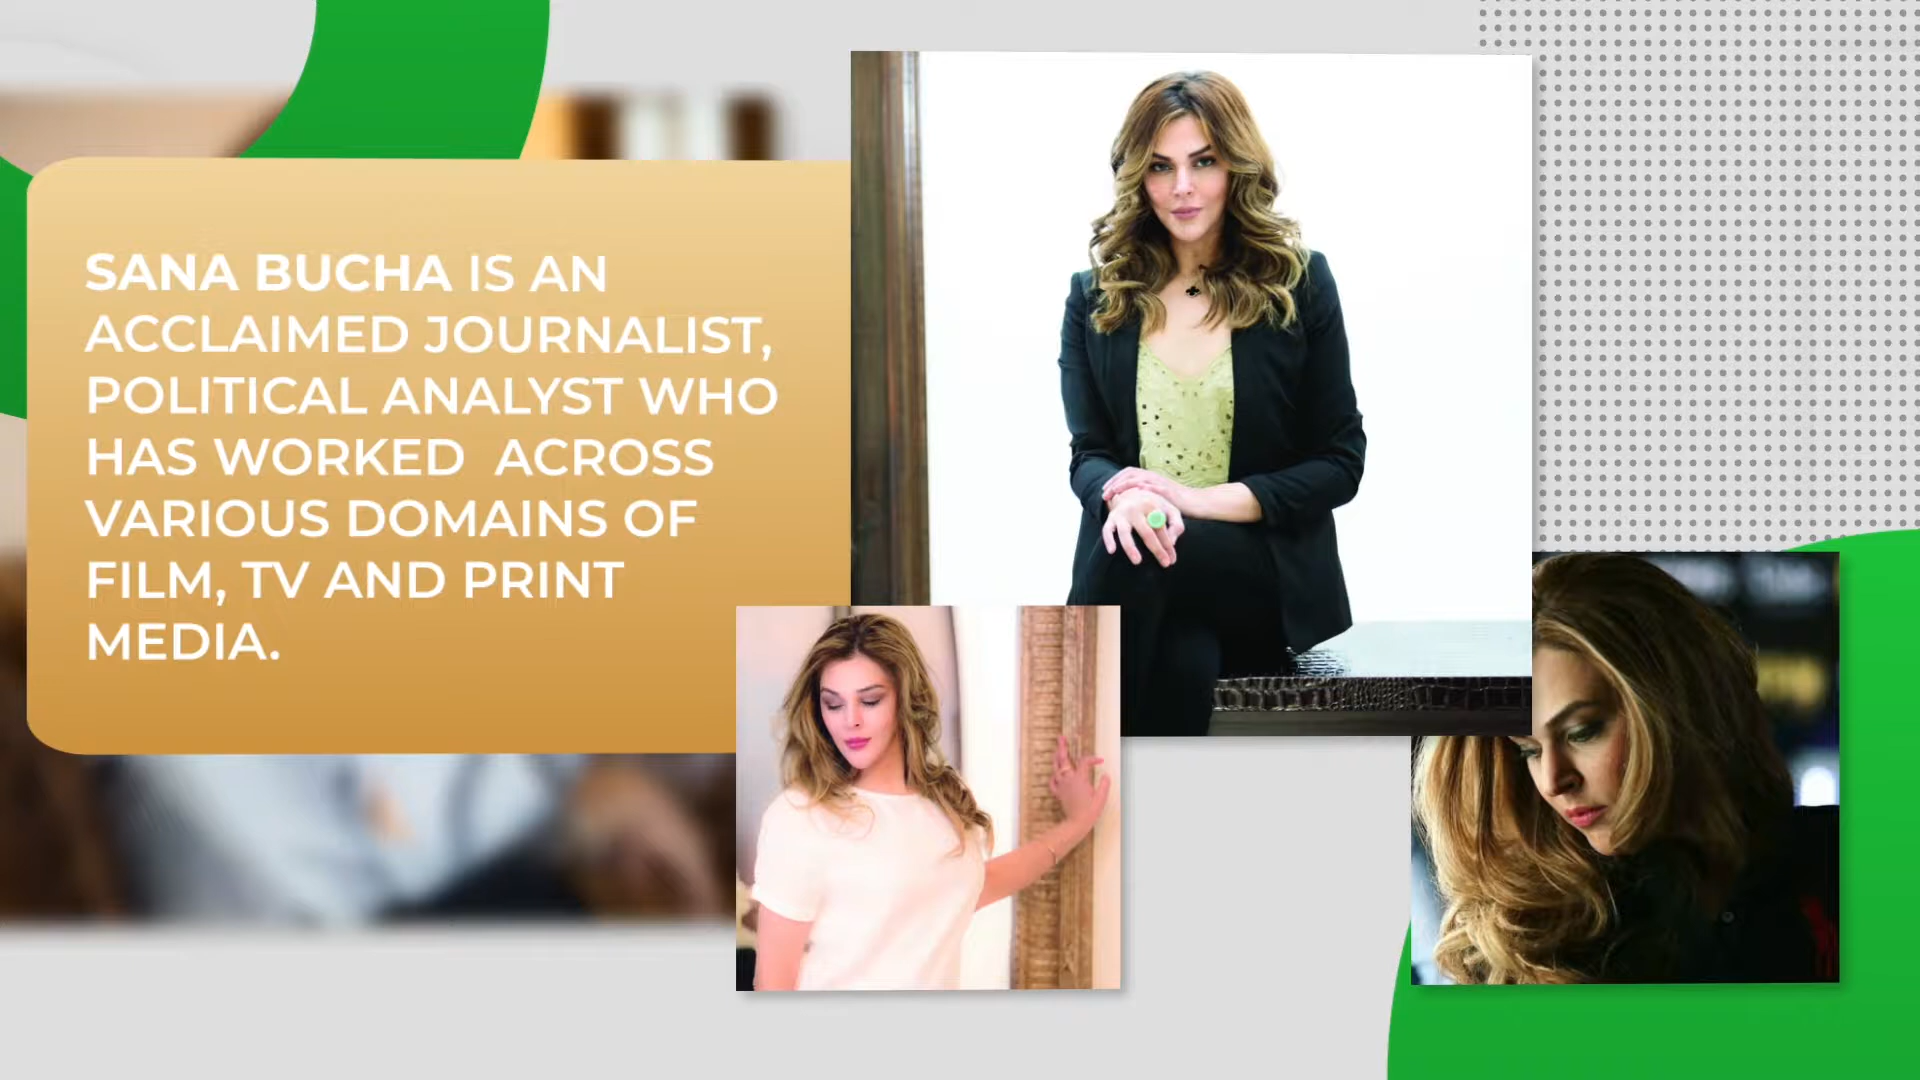 SANA BUCHA IS AN
ACCLAIMED JOURNALIST,
POLITICAL ANALYST WHO
HAS WORKED  ACROSS
VARIOUS DOMAINS OF
FILM, TV AND PRINT
MEDIA.